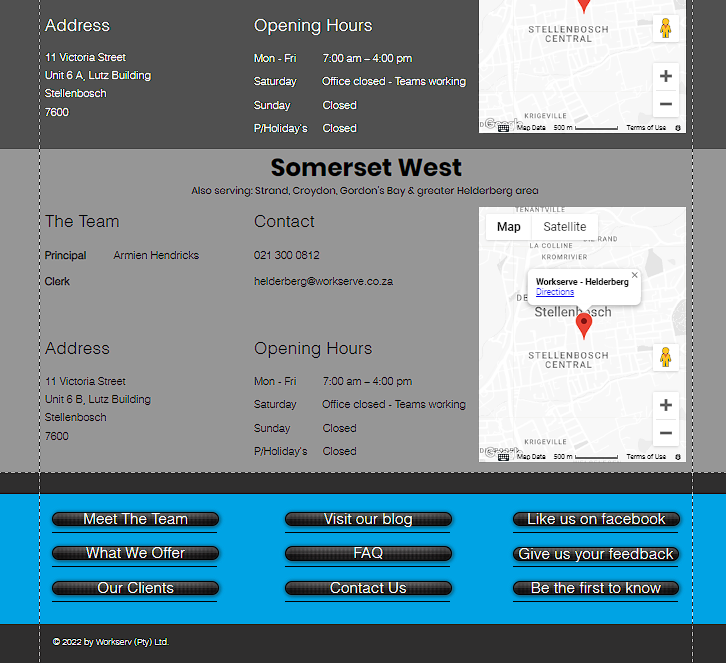 Address
11 Victoria Street
Unit 6 A, Lutz Building
Stellenbosch
7600
Opening Hours
Mon - Fri 7:00 am – 4:00 pm
Saturday Office closed - Teams working
Sunday Closed
P/Holiday's Closed
STELLENBOSCH
CENTRAL
KRIGEVILLE
Google
Map Data 500 m Terms of Use
Somerset West
Also serving: Strand, Croydon, Gordon's Bay & greater Helderberg area
The Team
Principal Armien Hendricks
Clerk
Contact
021 300 0812
helderberg@workserve.co.za
TENNANTVILLE
Map Satellite
LA COLLINE
KROMRIVIER
Workserve - Helderberg
Directions
Stellenbosch
STELLENBOSCH
CENTRAL
KRIGEVILLE
Google
Map Data 500 m Terms of Use
Address
11 Victoria Street
Unit 6 B, Lutz Building
Stellenbosch
7600
Opening Hours
Mon - Fri 7:00 am – 4:00 pm
Saturday Office closed - Teams working
Sunday Closed
P/Holiday's Closed
Meet The Team Visit our blog Like us on facebook
What We Offer FAQ Give us your feedback
Our Clients Contact Us Be the first to know
© 2022 by Workserv (Pty) Ltd.